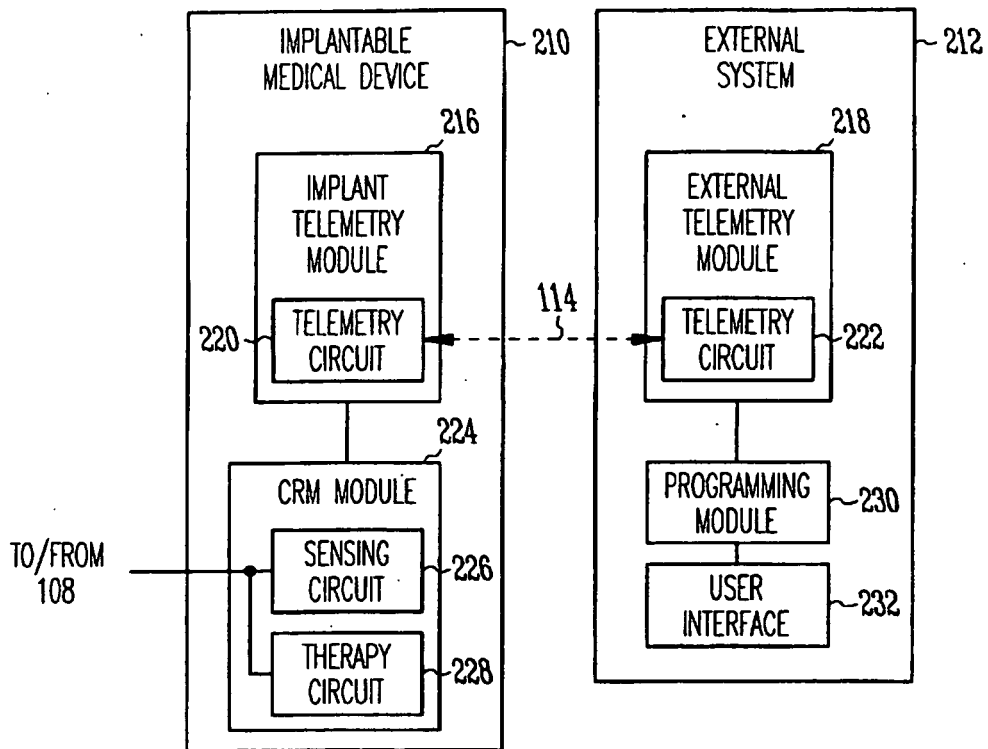 IMPLANTABLE
MEDICAL DEVICE
210
EXTERNAL
SYSTEM
212
216
IMPLANT
TELEMETRY
MODULE
218
EXTERNAL
TELEMETRY
MODULE
220
TELEMETRY
CIRCUIT
114
TELEMETRY
CIRCUIT
222
224
CRM MODULE
TO/FROM
108
SENSING
CIRCUIT
226
THERAPY
CIRCUIT
228
PROGRAMMING
MODULE
230
USER
INTERFACE
232